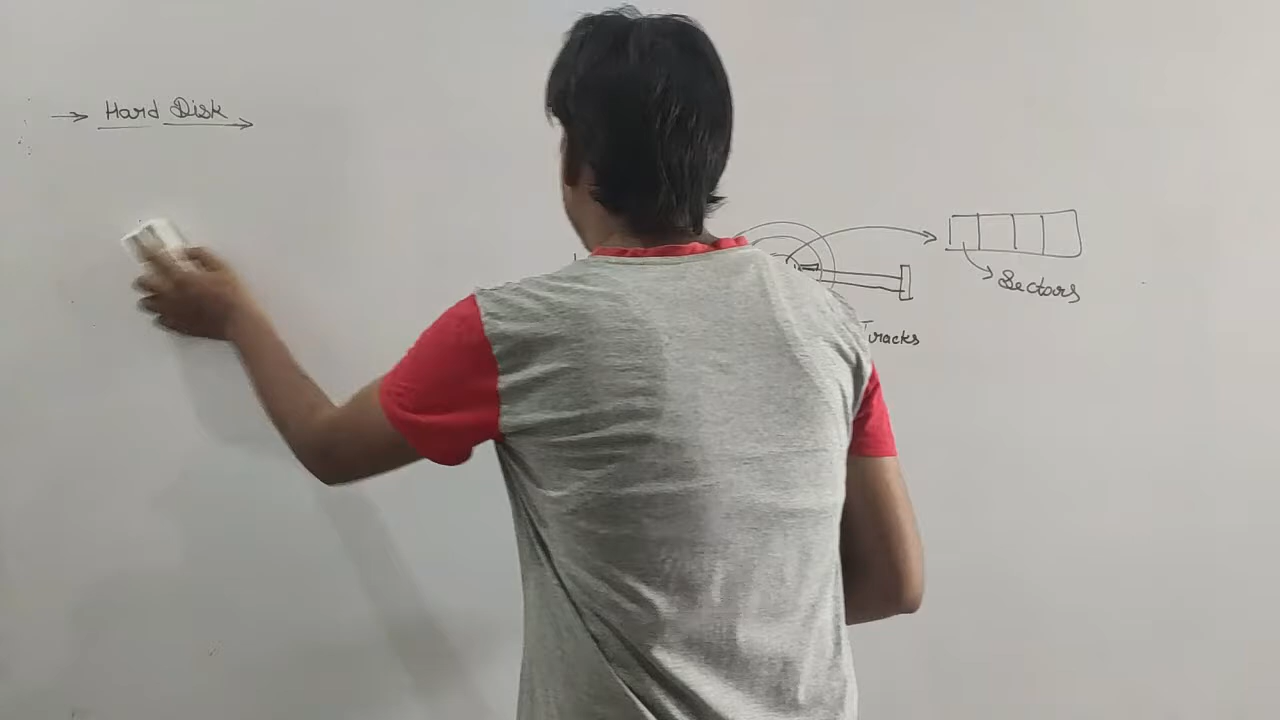 → Hard Disk
Sectors
Tracks